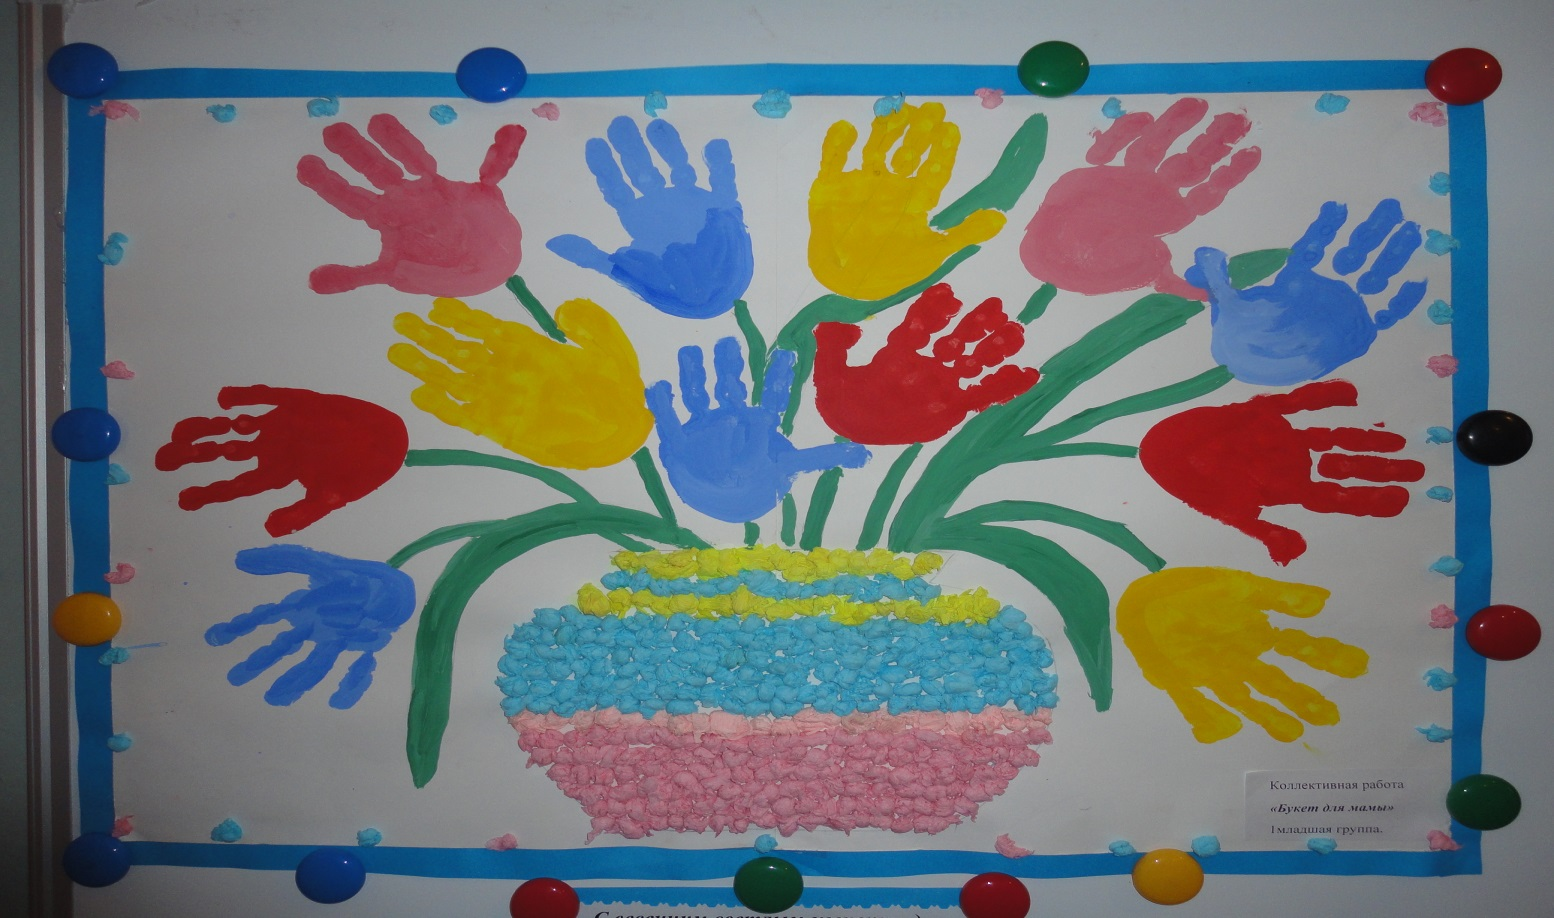 Коллективная работа
«Букет для мамы»
1младшая группа.
С